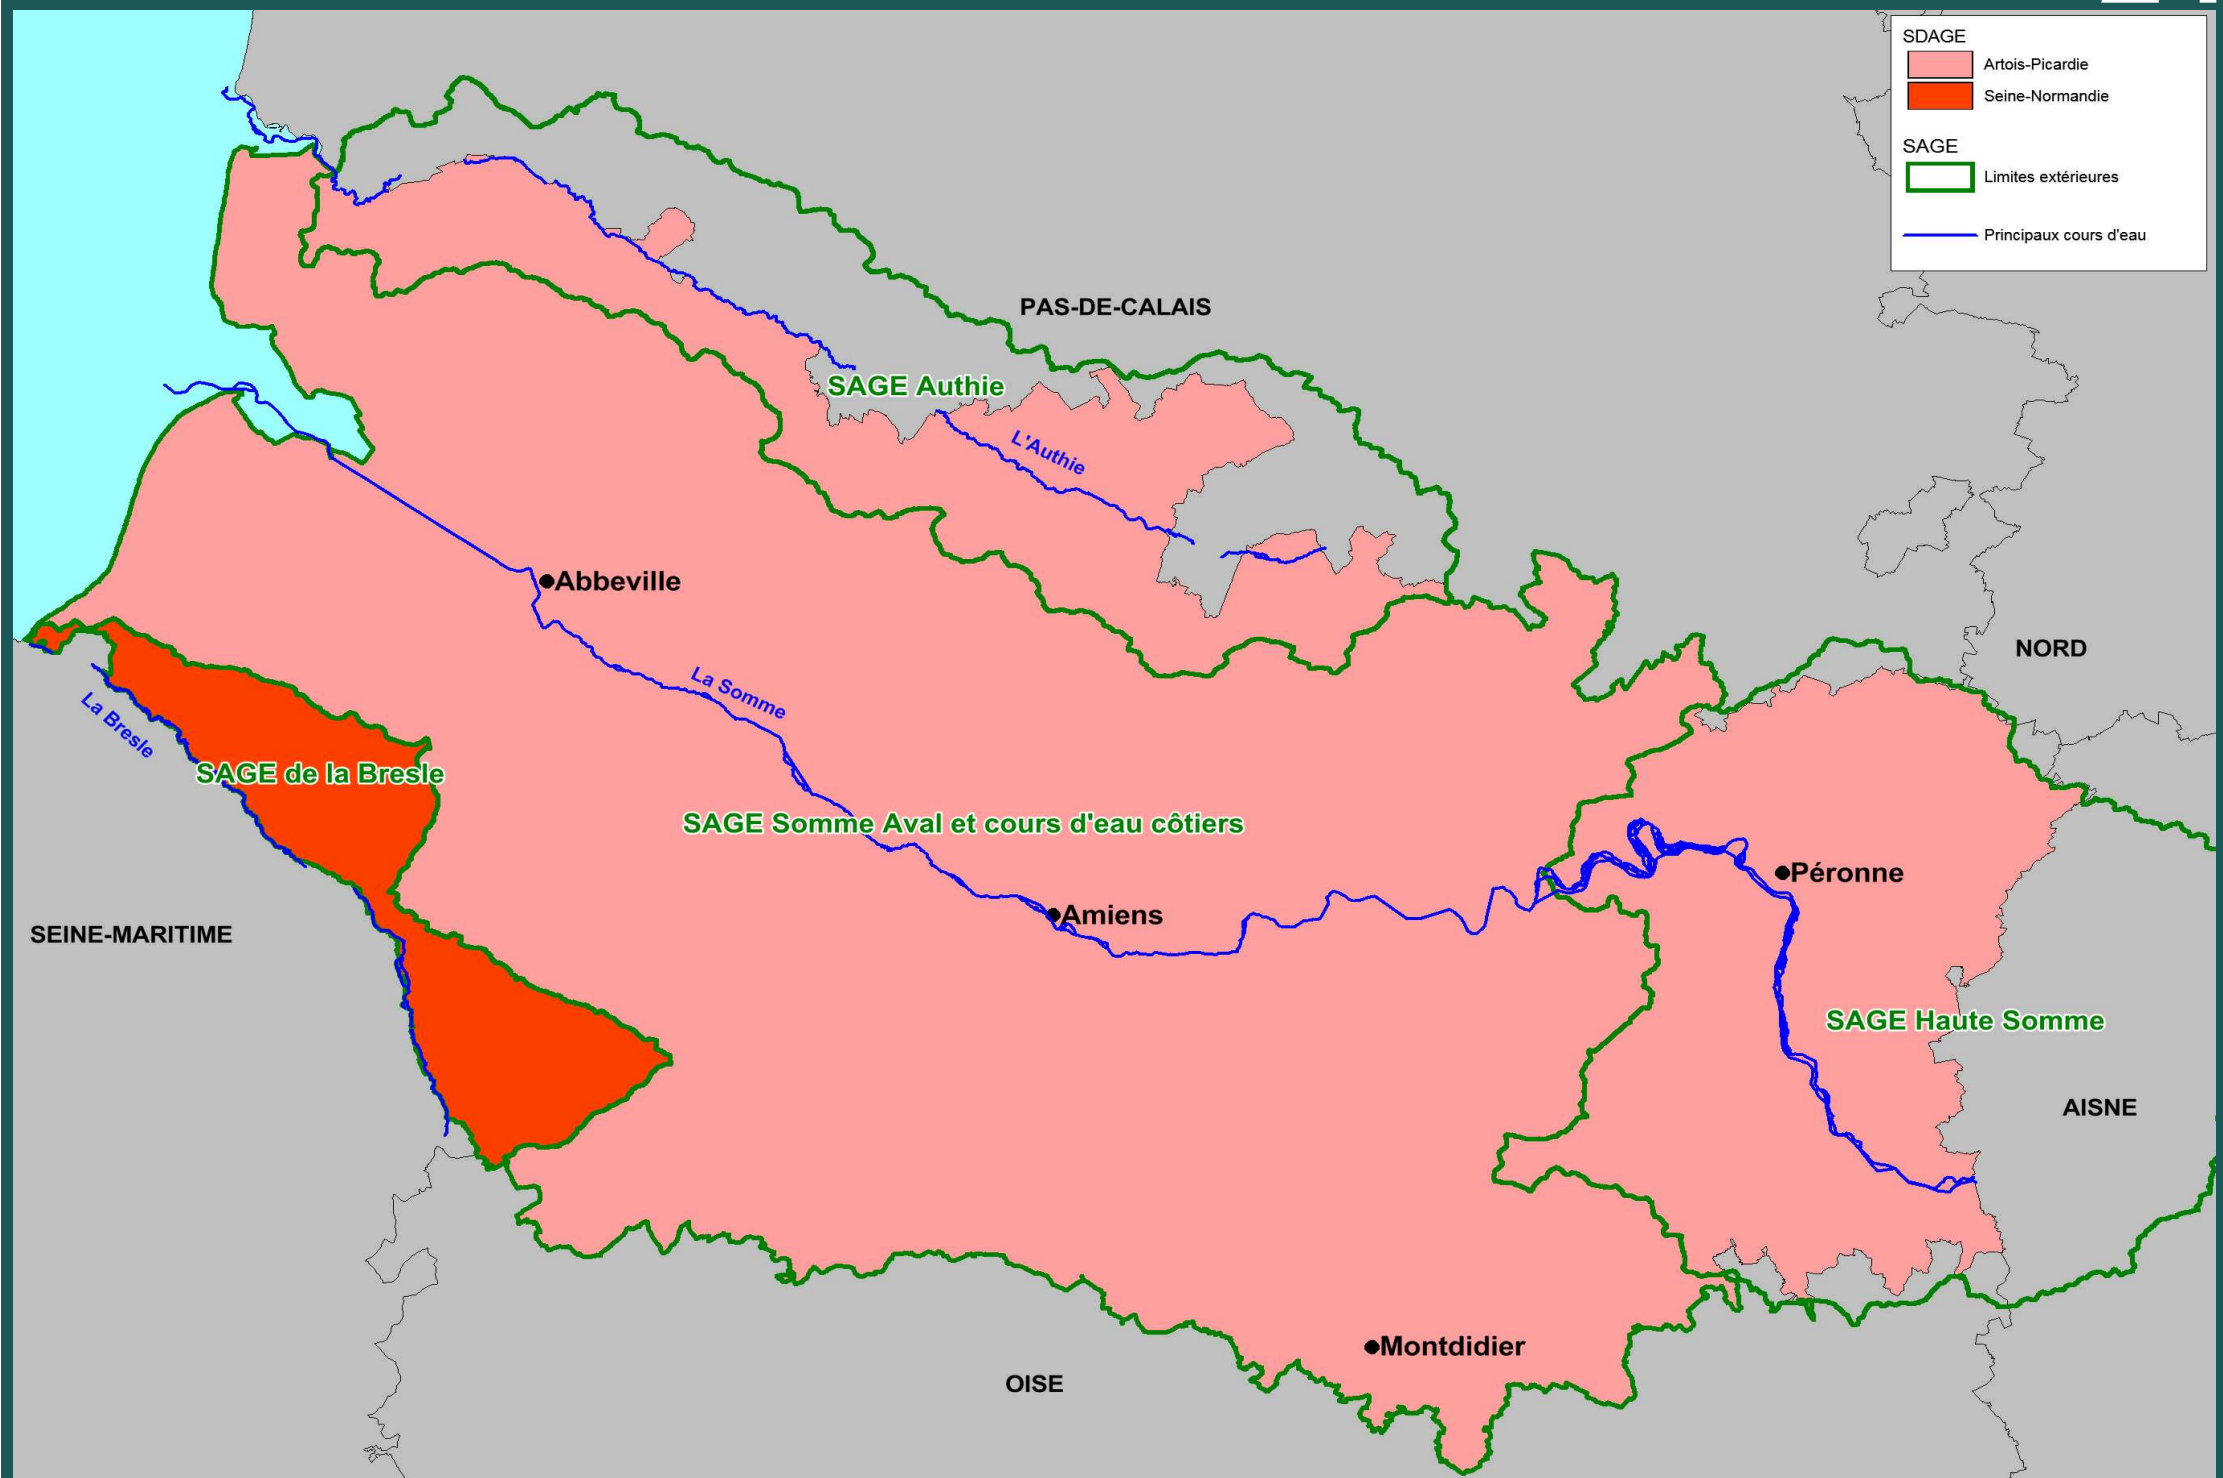 SDAGE
Artois-Picardie
Seine-Normandie
SAGE
Limites extérieures
Principaux cours d'eau
PAS-DE-CALAIS
SAGE Authie
L'Authie
Abbeville
NORD
La Somme
La Bresle
SAGE de la Bresle
SAGE Somme Aval et cours d'eau côtiers
Péronne
Amiens
SEINE-MARITIME
SAGE Haute Somme
AISNE
Montdidier
OISE